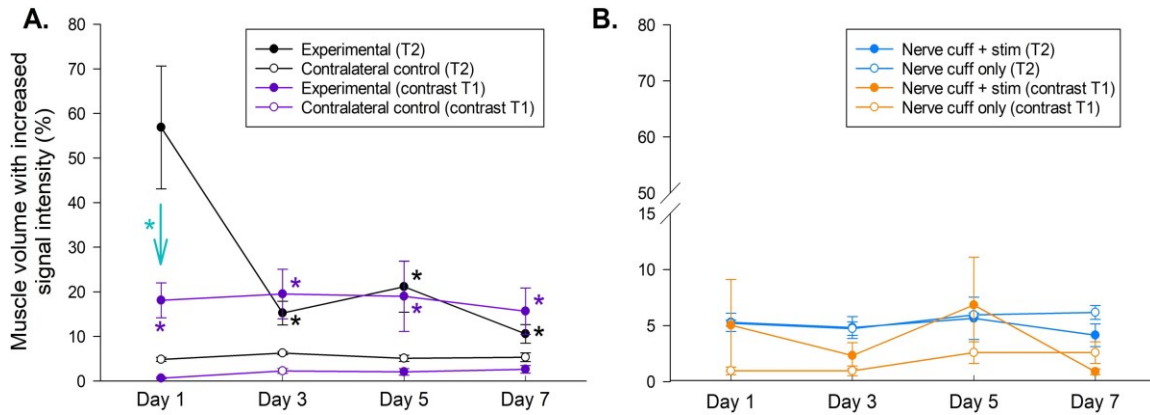 A.
Muscle volume with increased
signal intensity (%)
80
70
60
50
40
30
20
10
0
Experimental (T2)
Contralateral control (T2)
Experimental (contrast T1)
Contralateral control (contrast T1)
*
*
*
*
*
*
*
*
Day 1
Day 3
Day 5
Day 7
B.
80
70
60
50
15
10
5
0
Nerve cuff + stim (T2)
Nerve cuff only (T2)
Nerve cuff + stim (contrast T1)
Nerve cuff only (contrast T1)
Day 1
Day 3
Day 5
Day 7